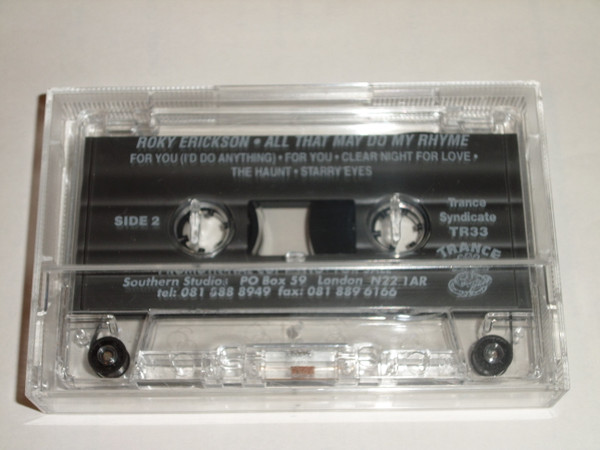 ROKY ERICKSON • ALL THAT MAY DO MY RHYME
FOR YOU (I'D DO ANYTHING) • FOR YOU • CLEAR NIGHT FOR LOVE •
THE HAUNT • STARRY EYES
SIDE 2
Trance
Syndicate
TR33
TRANCE
Southern Studios PO Box 59 London N22 1AR
tel: 081 888 8949 fax: 081 889 6166